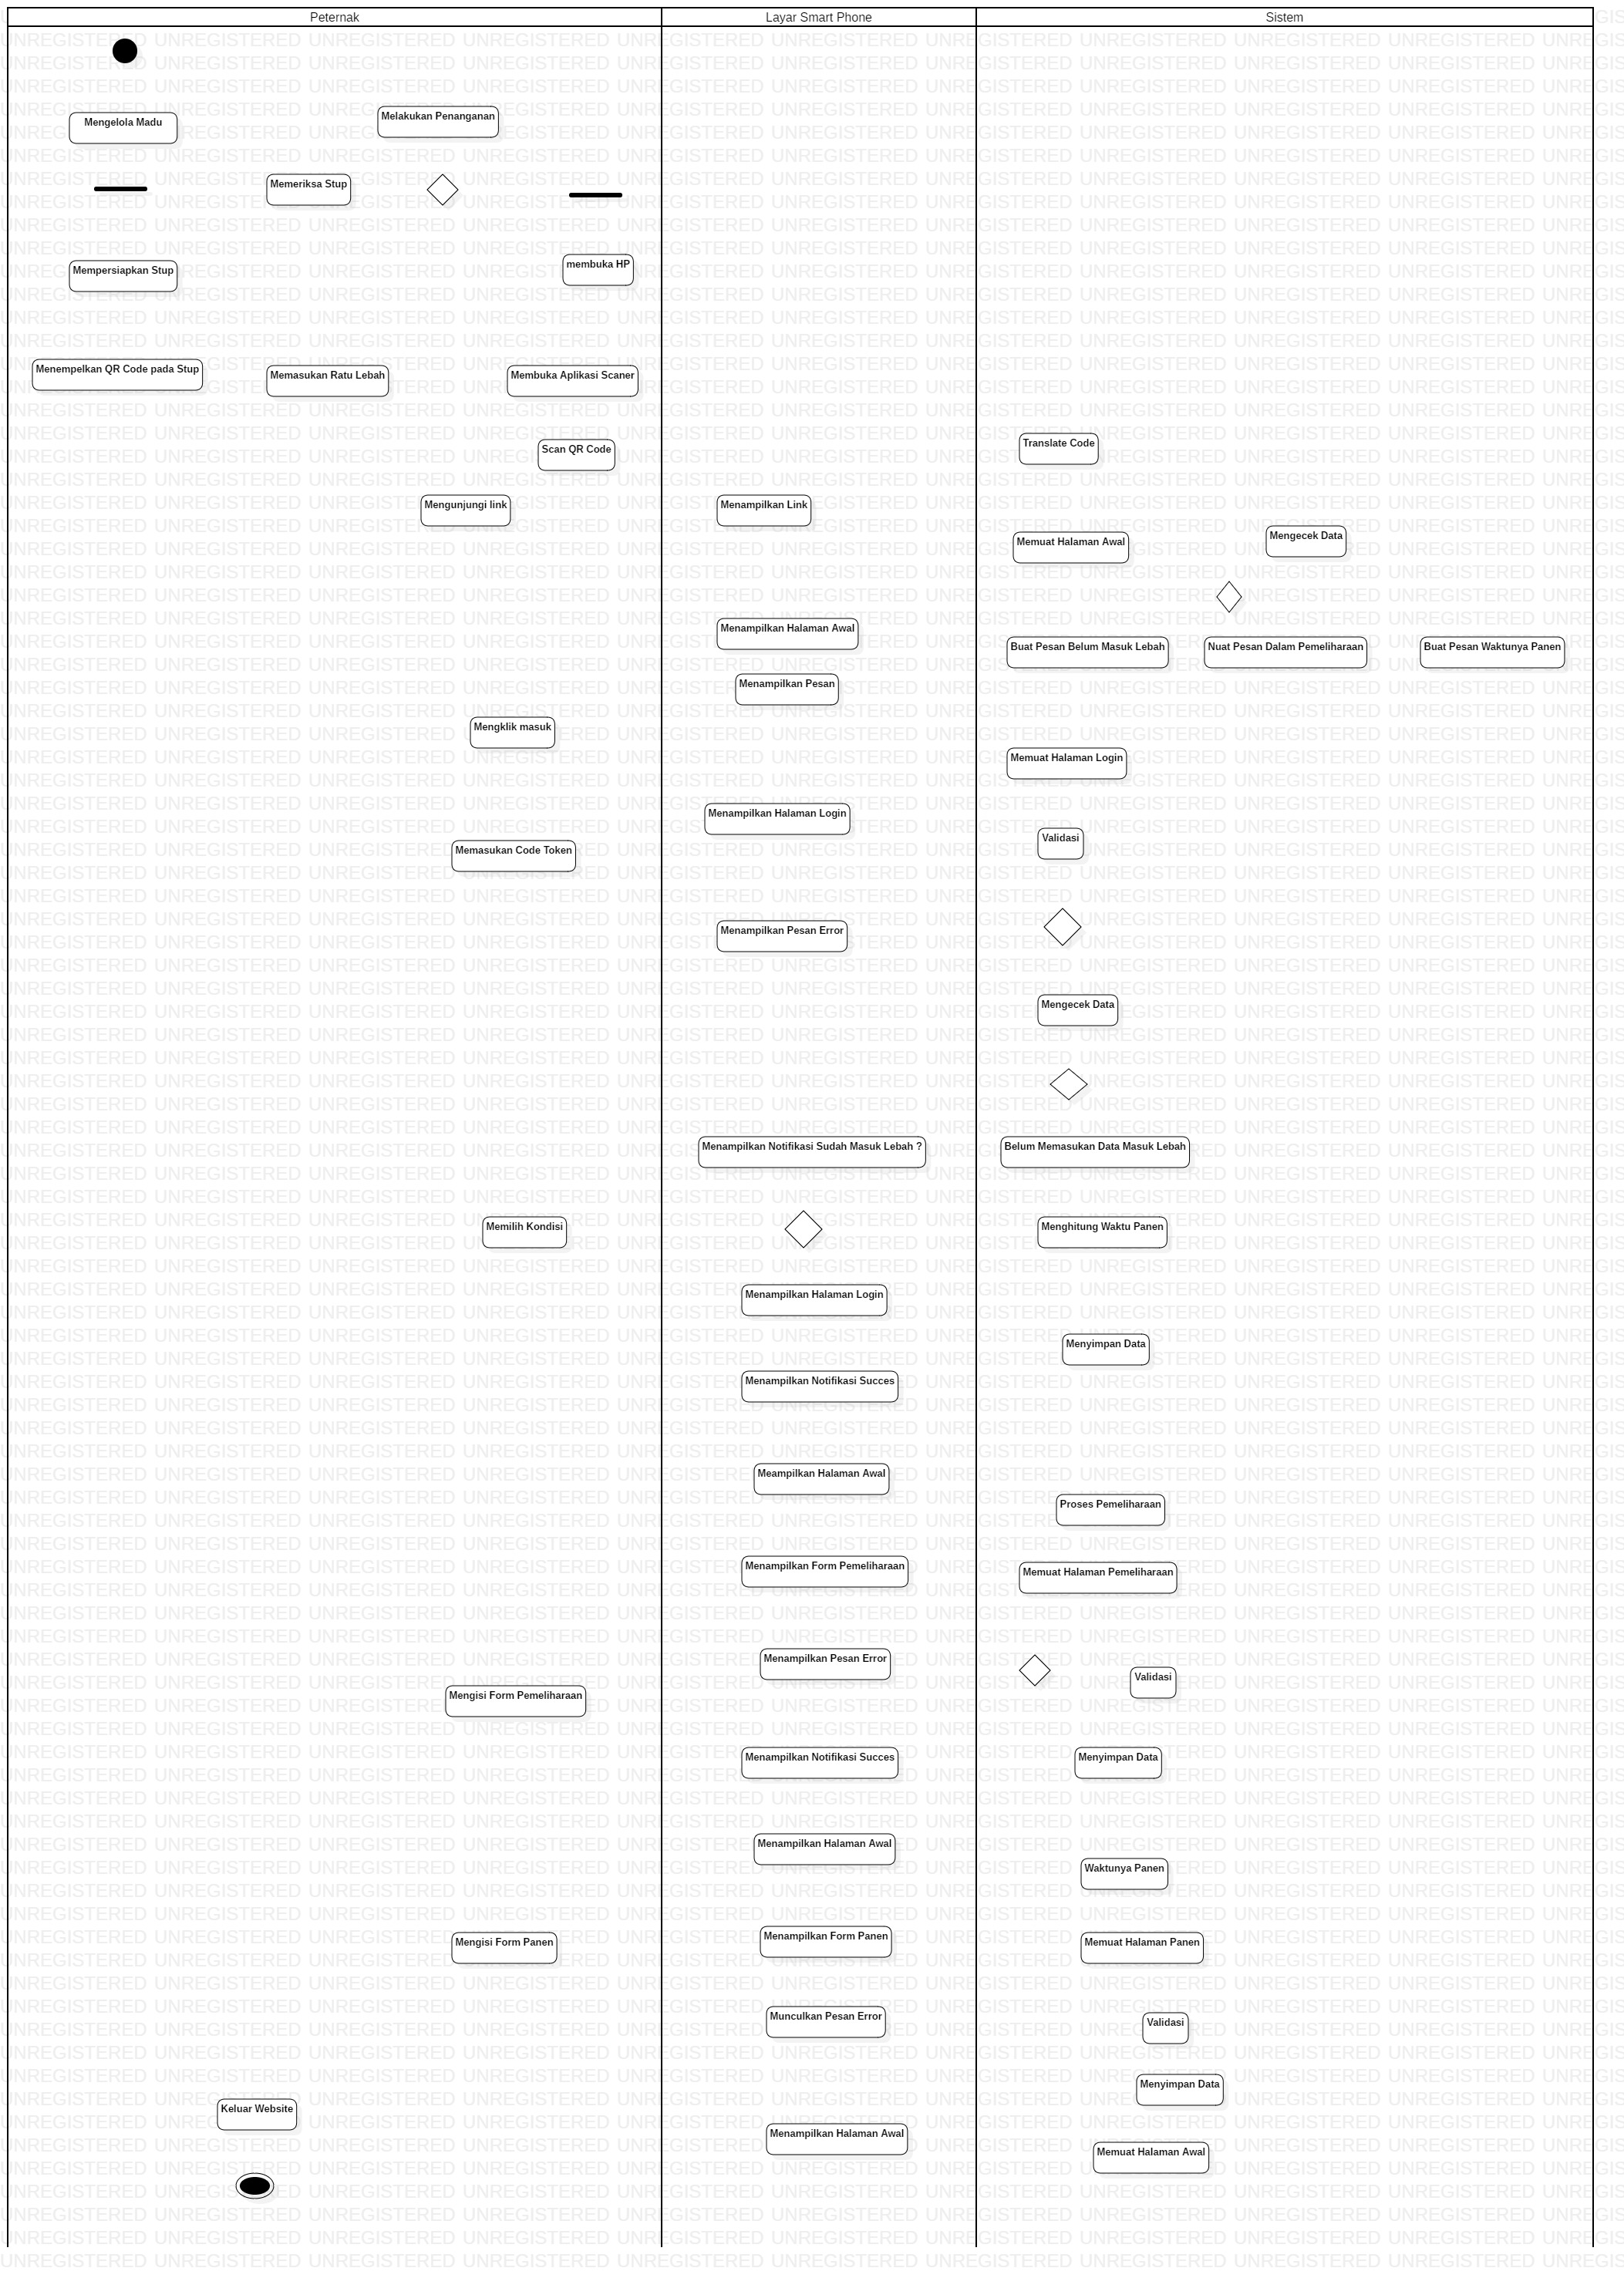 Peternak
Layar Smart Phone
Sistem
Mengelola Madu
Melakukan Penanganan
Memeriksa Stup
Mempersiapkan Stup
membuka HP
Menempelkan QR Code pada Stup
Memasukan Ratu Lebah
Membuka Aplikasi Scaner
Scan QR Code
Translate Code
Mengunjungi link
Menampilkan Link
Memuat Halaman Awal
Mengecek Data
Menampilkan Halaman Awal
Buat Pesan Belum Masuk Lebah
Nuat Pesan Dalam Pemeliharaan
Buat Pesan Waktunya Panen
Menampilkan Pesan
Mengklik masuk
Memuat Halaman Login
Menampilkan Halaman Login
Validasi
Memasukan Code Token
Menampilkan Pesan Error
Mengecek Data
Menampilkan Notifikasi Sudah Masuk Lebah ?
Belum Memasukan Data Masuk Lebah
Memilih Kondisi
Menghitung Waktu Panen
Menampilkan Halaman Login
Menyimpan Data
Menampilkan Notifikasi Succes
Meampilkan Halaman Awal
Proses Pemeliharaan
Menampilkan Form Pemeliharaan
Memuat Halaman Pemeliharaan
Menampilkan Pesan Error
Validasi
Mengisi Form Pemeliharaan
Menampilkan Notifikasi Succes
Menyimpan Data
Menampilkan Halaman Awal
Waktunya Panen
Mengisi Form Panen
Menampilkan Form Panen
Memuat Halaman Panen
Munculkan Pesan Error
Validasi
Menyimpan Data
Keluar Website
Menampilkan Halaman Awal
Memuat Halaman Awal